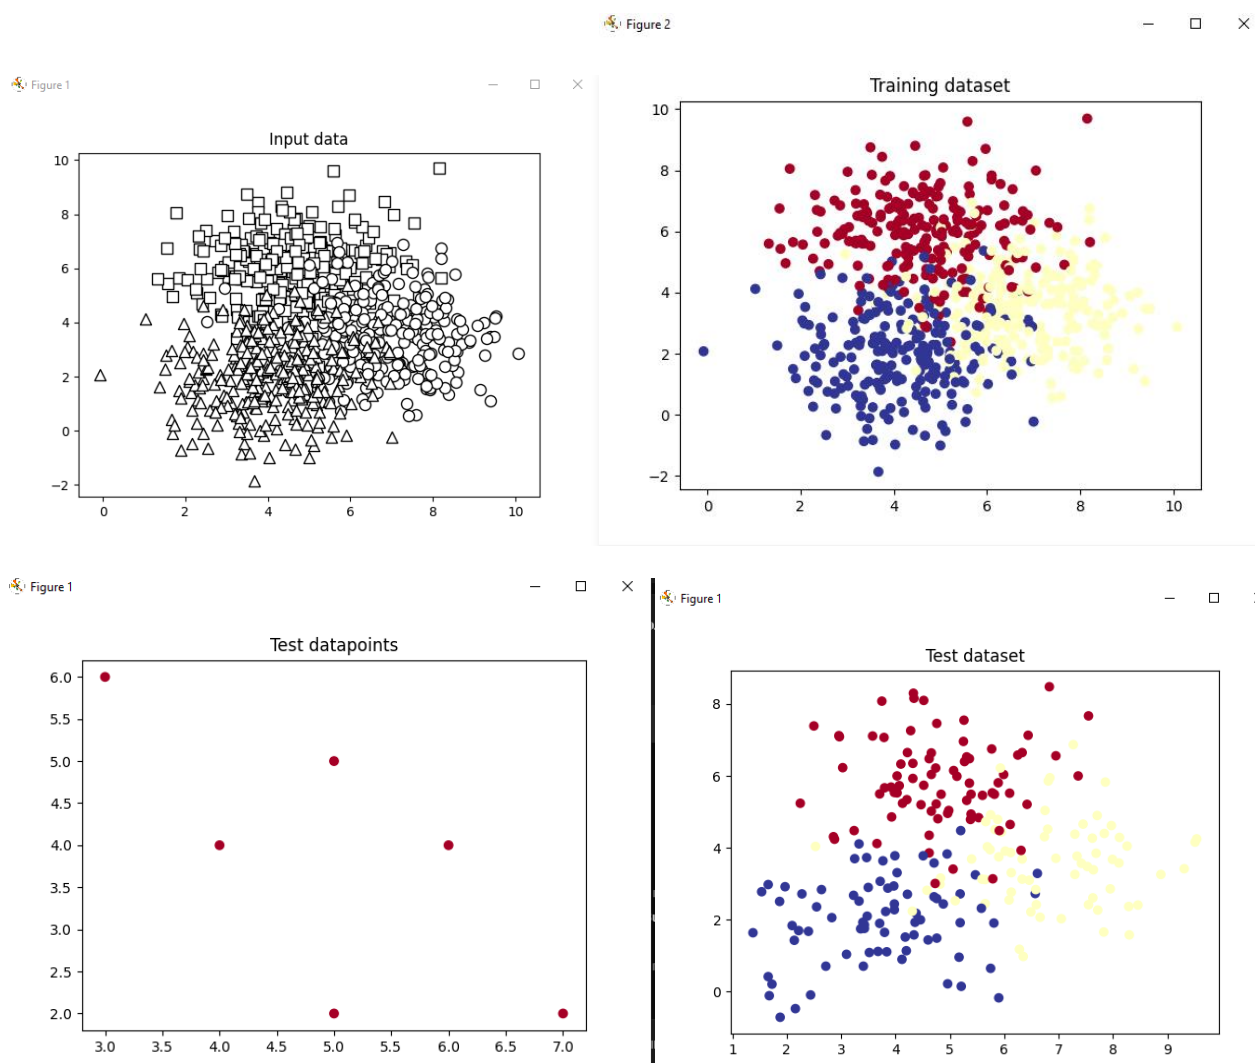 Figure 2
Training dataset
10
8
6
4
2
0
−2
0 2 4 6 8 10
Figure 1
Input data
10
8
6
4
2
0
−2
0 2 4 6 8 10
Figure 1
Test datapoints
6.0
5.5
5.0
4.5
4.0
3.5
3.0
2.5
2.0
3.0 3.5 4.0 4.5 5.0 5.5 6.0 6.5 7.0
Figure 1
Test dataset
8
6
4
2
0
1 2 3 4 5 6 7 8 9